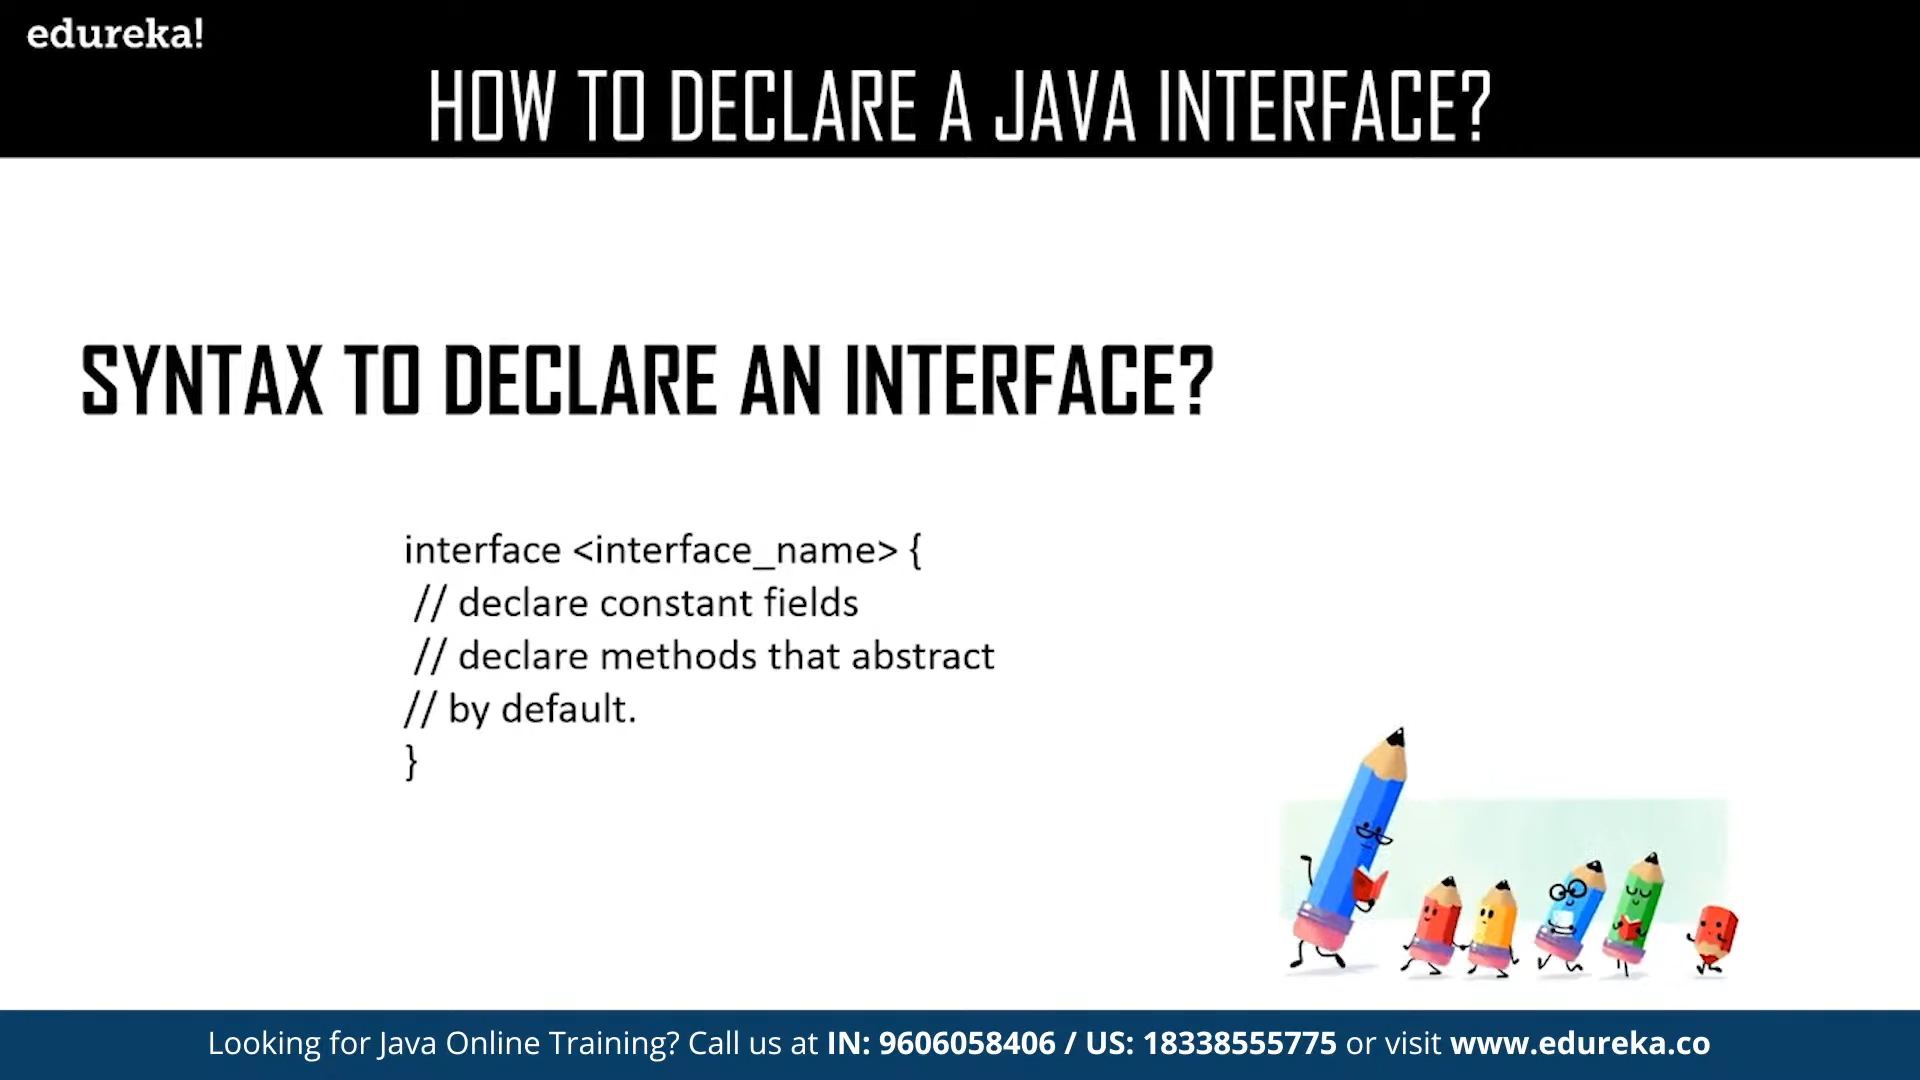 edureka!
HOW TO DECLARE A JAVA INTERFACE?
SYNTAX TO DECLARE AN INTERFACE?
interface <interface_name> {
// declare constant fields
// declare methods that abstract
// by default.
}
Looking for Java Online Training? Call us at IN: 9606058406 / US: 18338555775 or visit www.edureka.co